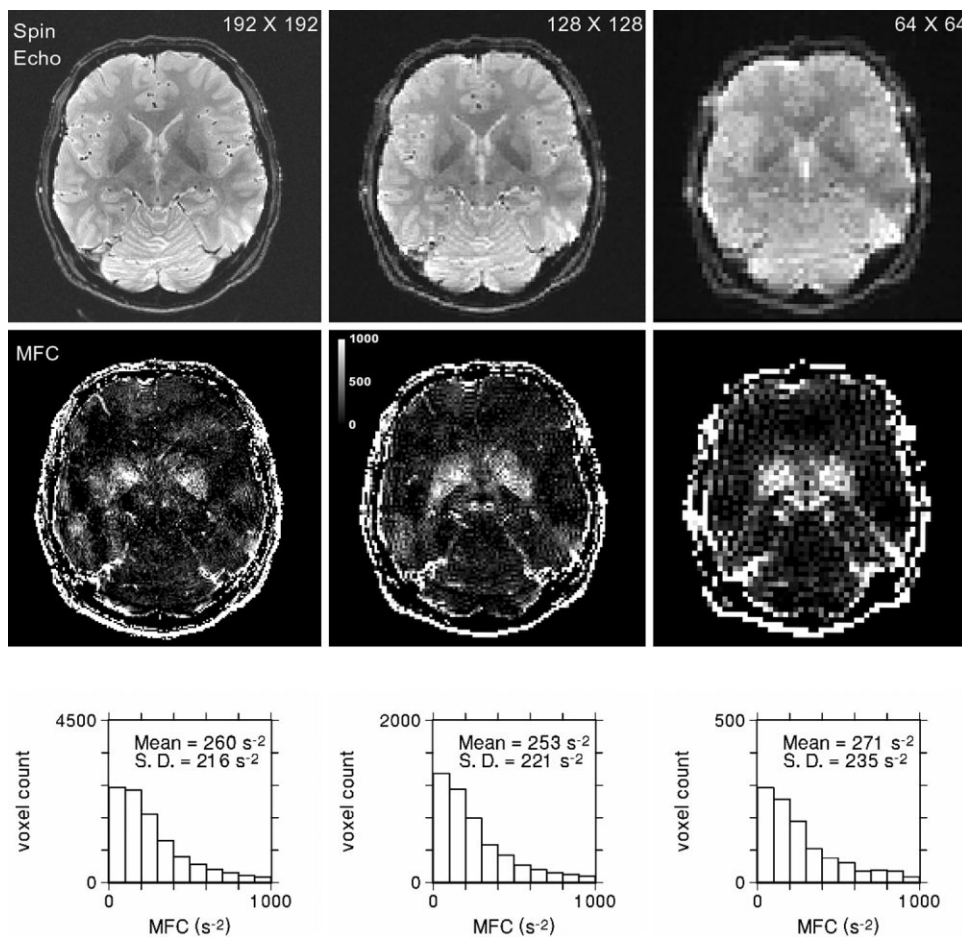 Spin
Echo
192 X 192
128 X 128
64 X 64
MFC
1000
500
0
4500
Mean = 260 s⁻²
S. D. = 216 s⁻²
voxel count
0
0
1000
MFC (s⁻²)
2000
Mean = 253 s⁻²
S. D. = 221 s⁻²
voxel count
0
0
1000
MFC (s⁻²)
500
Mean = 271 s⁻²
S. D. = 235 s⁻²
voxel count
0
0
1000
MFC (s⁻²)